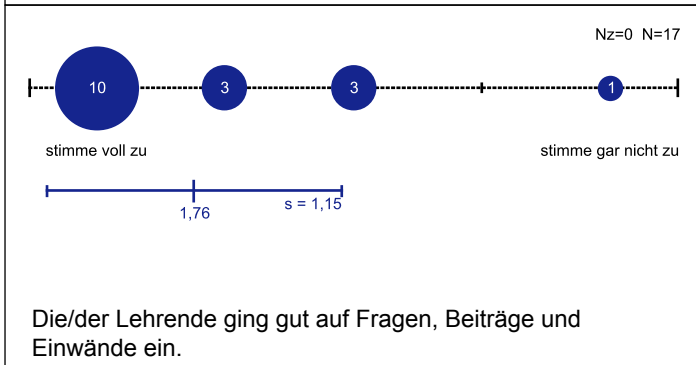 Nz=0 N=17
10 3 3 1
stimme voll zu stimme gar nicht zu
1,76 s = 1,15
Die/der Lehrende ging gut auf Fragen, Beiträge und
Einwände ein.